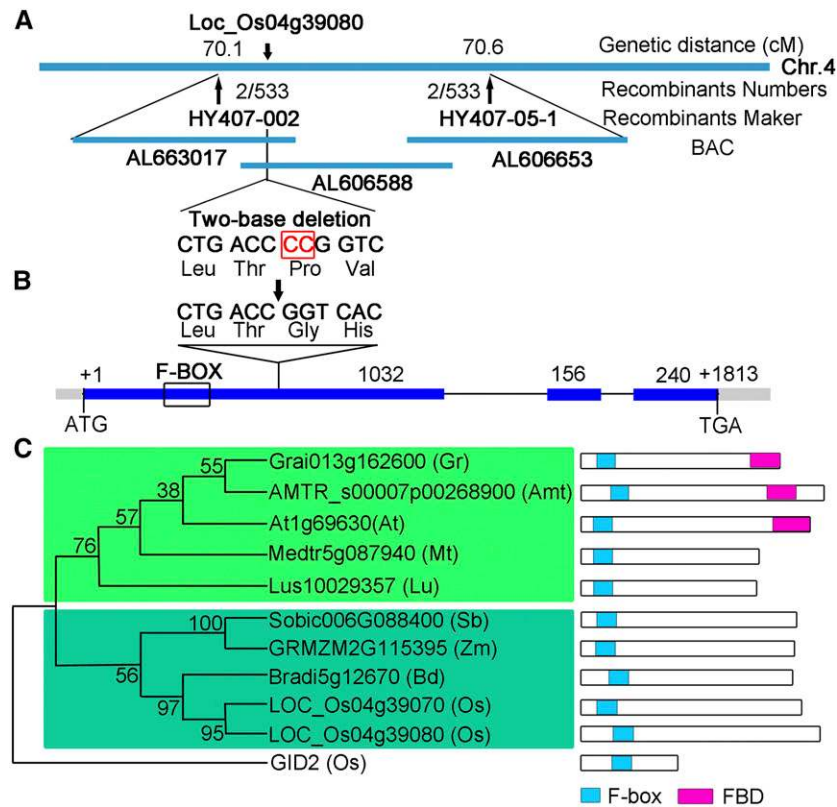 A
Loc_Os04g39080
70.1
70.6
Genetic distance (cM)
Chr.4
2/533
2/533
Recombinants Numbers
HY407-002
HY407-05-1
Recombinants Maker
AL663017
AL606653
BAC
AL606588
Two-base deletion
CTG ACC CCG GTC
Leu Thr Pro Val
B
CTG ACC GGT CAC
Leu Thr Gly His
+1
F-BOX
1032
156
240
+1813
ATG
TGA
C
55
Grai013g162600 (Gr)
38
AMTR_s00007p00268900 (Amt)
57
At1g69630(At)
76
Medtr5g087940 (Mt)
Lus10029357 (Lu)
100
Sobic006G088400 (Sb)
GRMZM2G115395 (Zm)
56
Bradi5g12670 (Bd)
97
LOC_Os04g39070 (Os)
95
LOC_Os04g39080 (Os)
GID2 (Os)
F-box
FBD